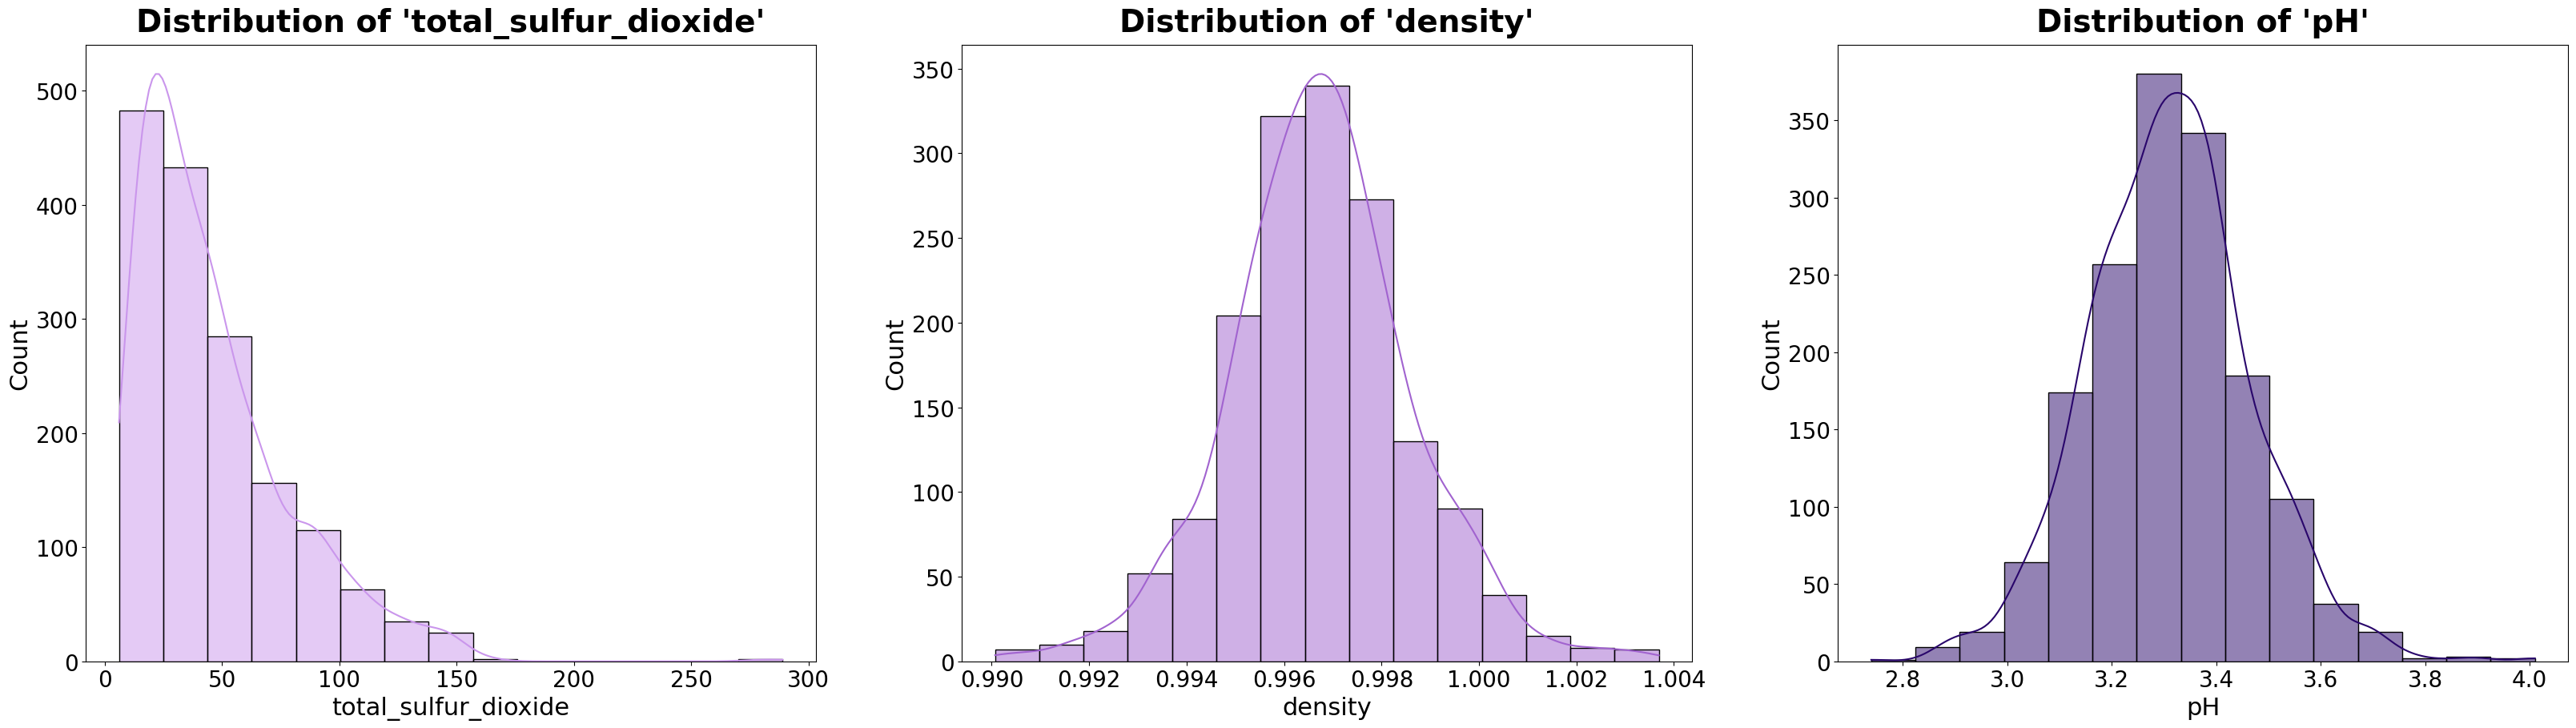 Distribution of 'total_sulfur_dioxide'
500
400
300
200
100
0
Count
0 50 100 150 200 250 300
total_sulfur_dioxide
Distribution of 'density'
350
300
250
200
150
100
50
0
Count
0.990 0.992 0.994 0.996 0.998 1.000 1.002 1.004
density
Distribution of 'pH'
350
300
250
200
150
100
50
0
Count
2.8 3.0 3.2 3.4 3.6 3.8 4.0
pH